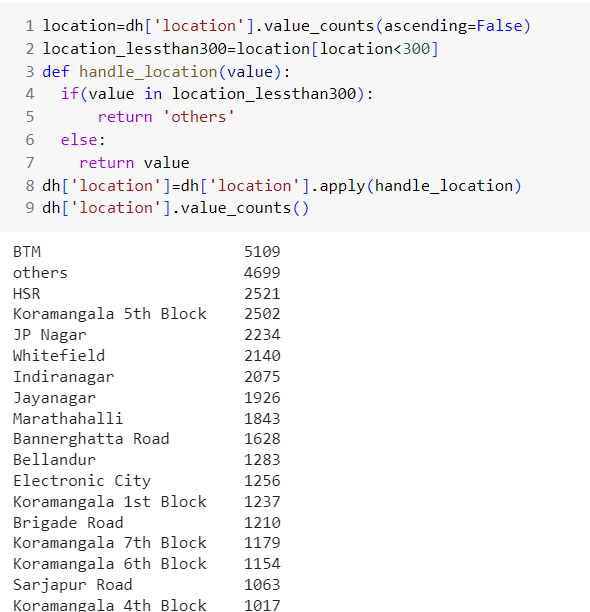 1 location=dh['location'].value_counts(ascending=False)
2 location_lessthan300=location[location<300]
3 def handle_location(value):
4   if(value in location_lessthan300):
5       return 'others'
6   else:
7     return value
8 dh['location']=dh['location'].apply(handle_location)
9 dh['location'].value_counts()
BTM 5109
others 4699
HSR 2521
Koramangala 5th Block 2502
JP Nagar 2234
Whitefield 2140
Indiranagar 2075
Jayanagar 1926
Marathahalli 1843
Bannerghatta Road 1628
Bellandur 1283
Electronic City 1256
Koramangala 1st Block 1237
Brigade Road 1210
Koramangala 7th Block 1179
Koramangala 6th Block 1154
Sarjapur Road 1063
Koramangala 4th Block 1017